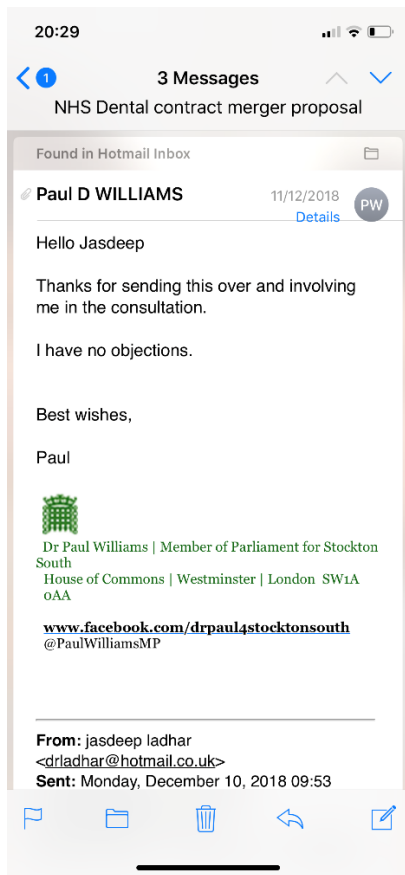 20:29
1
3 Messages
NHS Dental contract merger proposal
Found in Hotmail Inbox
Paul D WILLIAMS
11/12/2018
PW
Details
Hello Jasdeep
Thanks for sending this over and involving
me in the consultation.
I have no objections.
Best wishes,
Paul
Dr Paul Williams | Member of Parliament for Stockton
South
House of Commons | Westminster | London SW1A
0AA
www.facebook.com/drpaul4stocktonsouth
@PaulWilliamsMP
From: jasdeep ladhar
<drladhar@hotmail.co.uk>
Sent: Monday, December 10, 2018 09:53